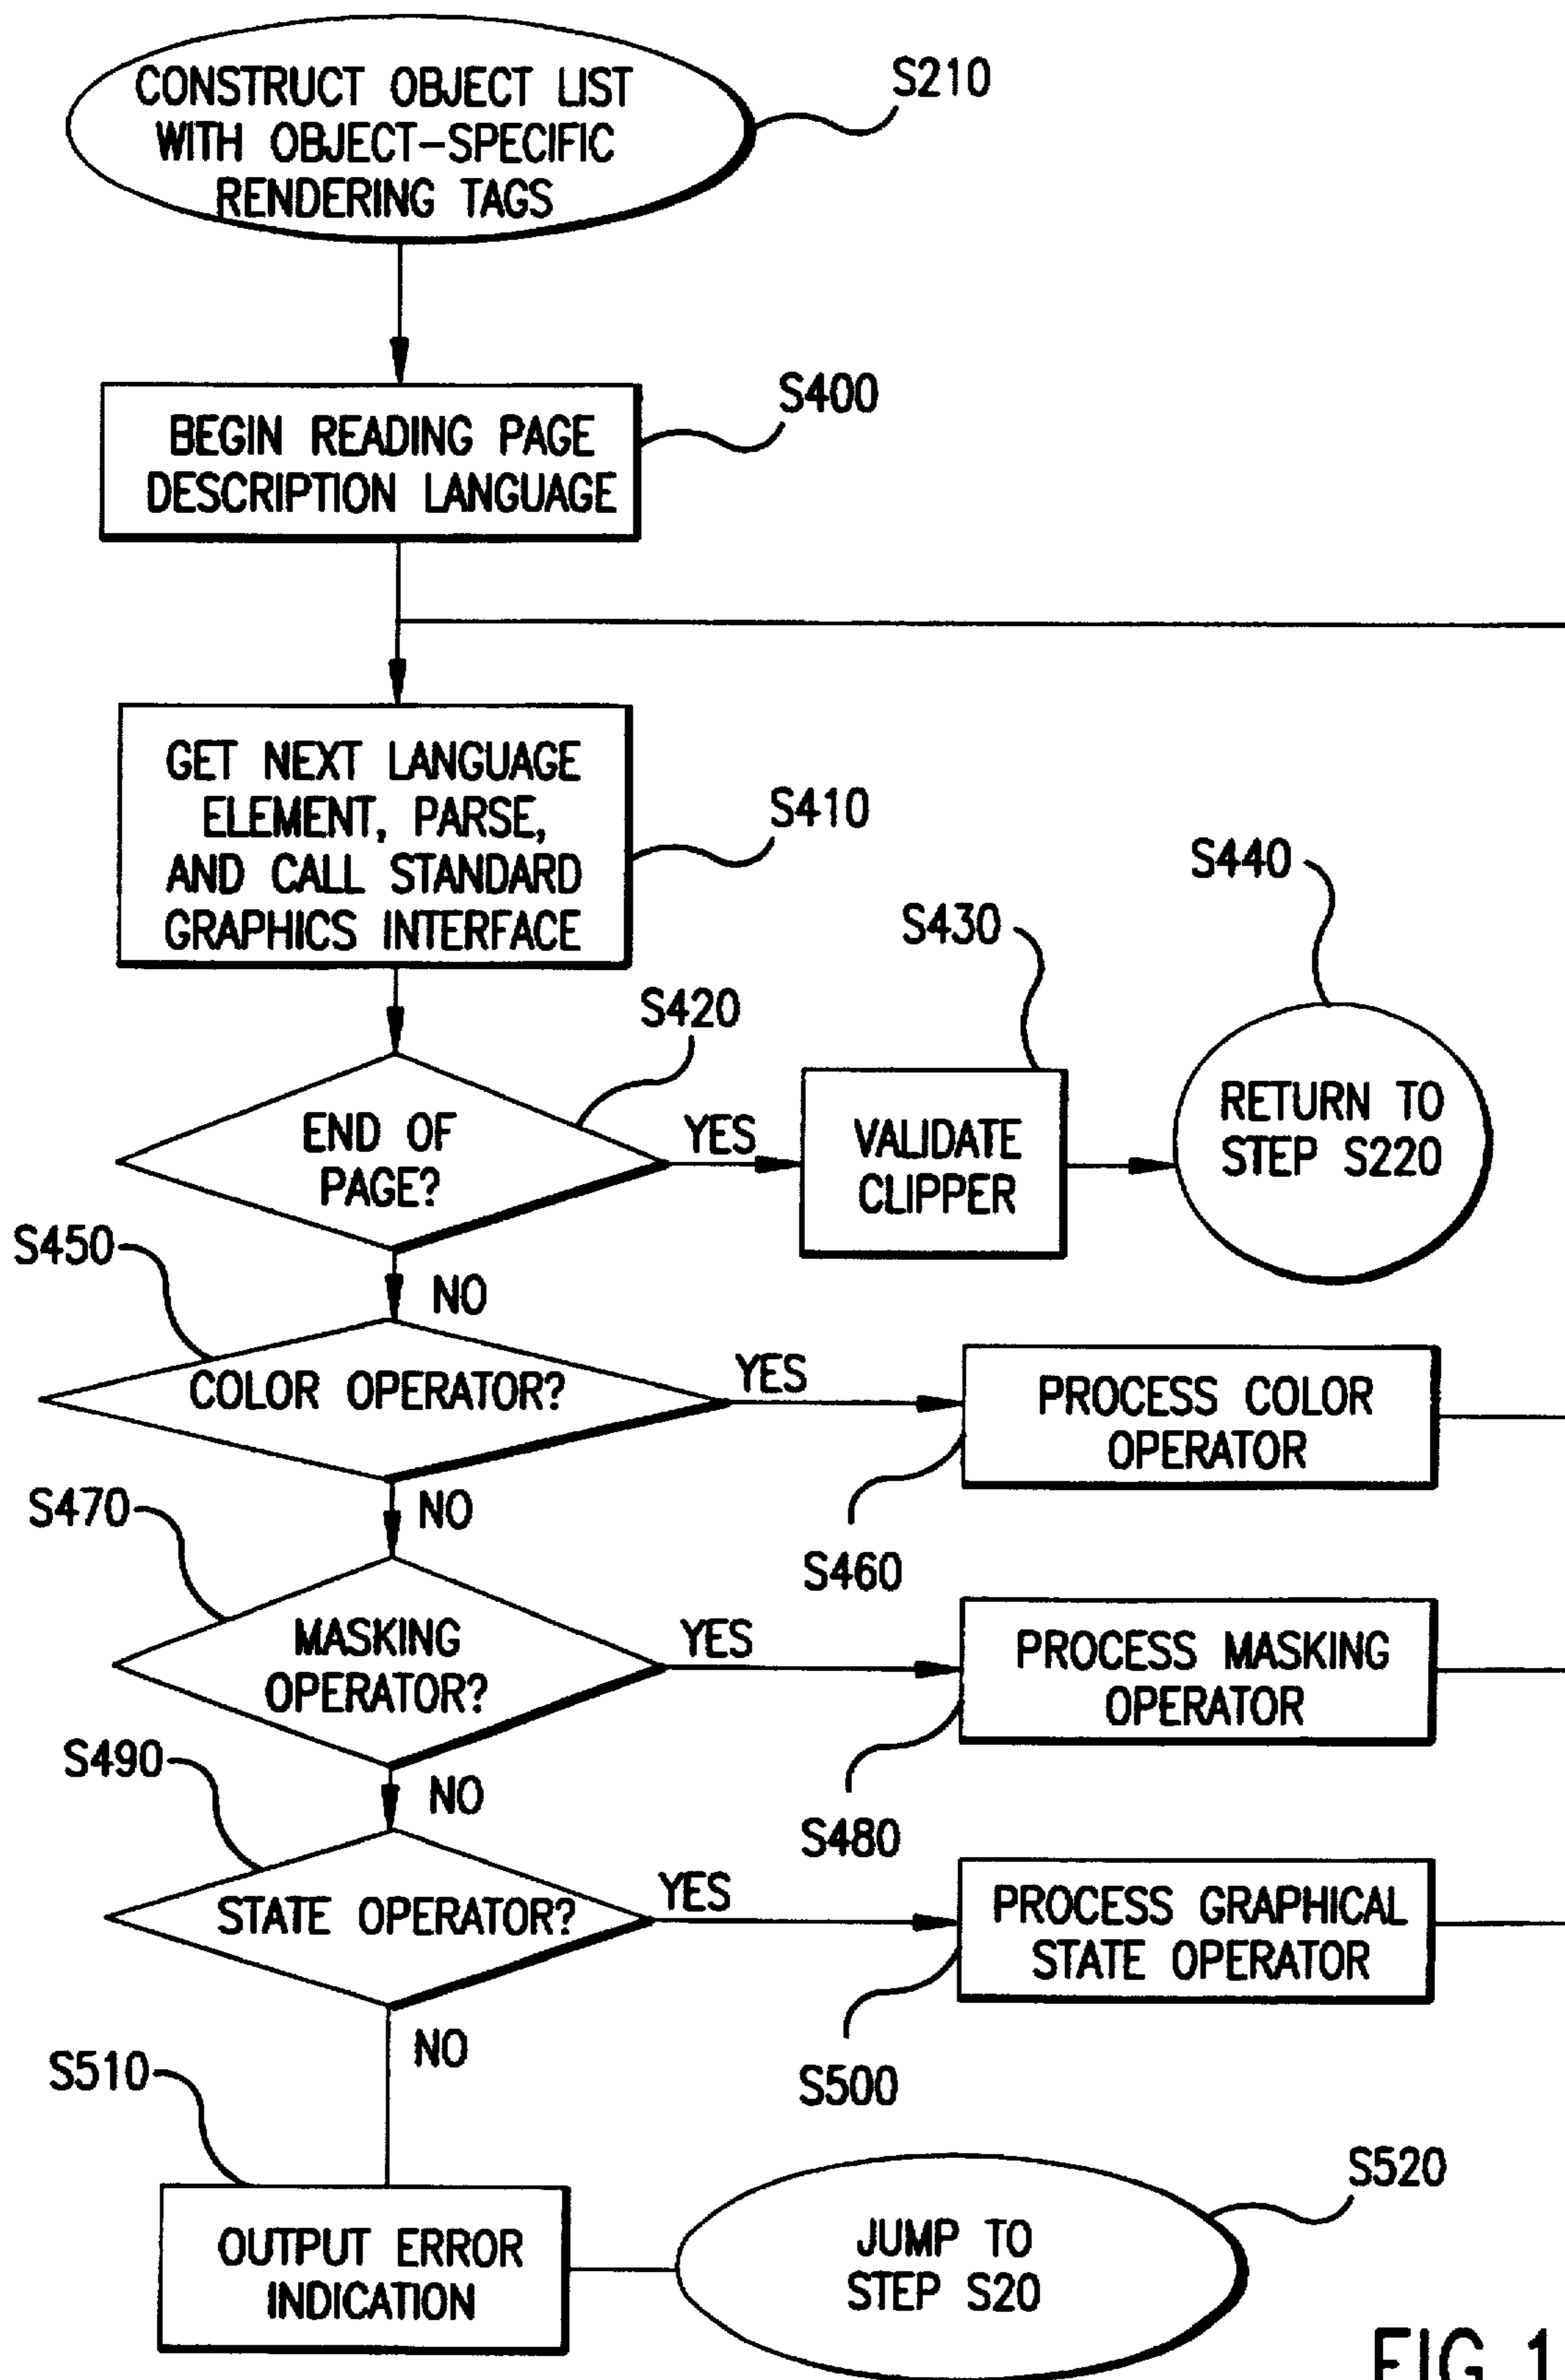 CONSTRUCT OBJECT LIST
WITH OBJECT-SPECIFIC
RENDERING TAGS
S210
BEGIN READING PAGE
DESCRIPTION LANGUAGE
S400
GET NEXT LANGUAGE
ELEMENT, PARSE,
AND CALL STANDARD
GRAPHICS INTERFACE
S410
S420
END OF
PAGE?
YES
S430
VALIDATE
CLIPPER
S440
RETURN TO
STEP S220
NO
S450
COLOR OPERATOR?
YES
PROCESS COLOR
OPERATOR
S460
NO
S470
MASKING
OPERATOR?
YES
PROCESS MASKING
OPERATOR
S480
NO
S490
STATE OPERATOR?
YES
PROCESS GRAPHICAL
STATE OPERATOR
S500
NO
S510
OUTPUT ERROR
INDICATION
JUMP TO
STEP S20
S520
FIG.1